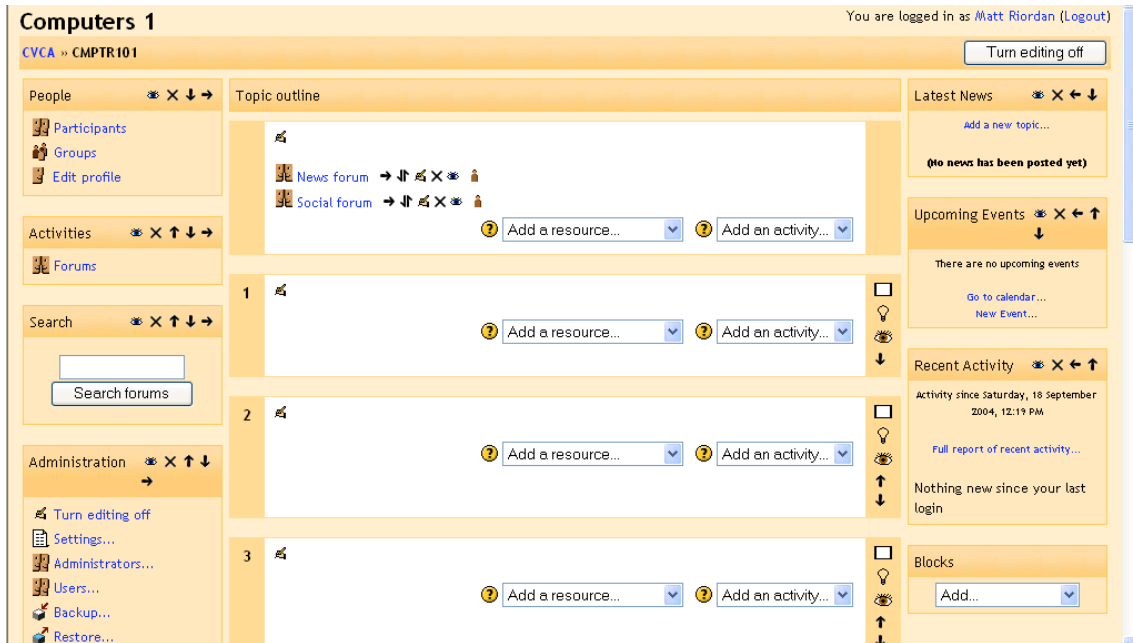 Computers 1
You are logged in as Matt Riordan (Logout)
CVCA » CMPTR101
Turn editing off
People
Participants
Groups
Edit profile
Activities
Forums
Search
Search forums
Administration
Turn editing off
Settings...
Administrators...
Users...
Backup...
Restore...
Topic outline
News forum
Social forum
? Add a resource... ? Add an activity...
1
? Add a resource... ? Add an activity...
2
? Add a resource... ? Add an activity...
3
? Add a resource... ? Add an activity...
Latest News
Add a new topic...
(No news has been posted yet)
Upcoming Events
There are no upcoming events
Go to calendar...
New Event...
Recent Activity
Activity since Saturday, 18 September
2004, 12:19 PM
Full report of recent activity...
Nothing new since your last
login
Blocks
Add...